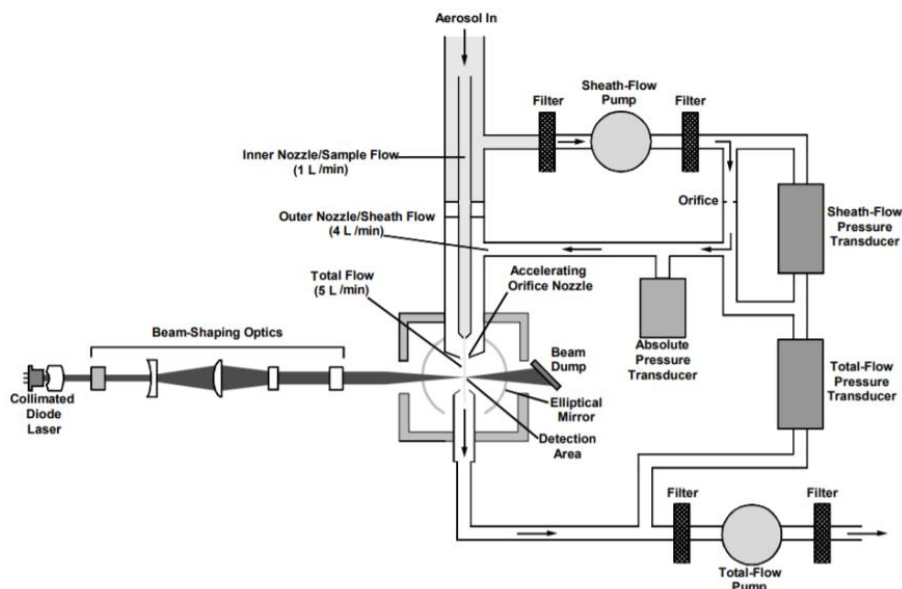 Aerosol In
Sheath-Flow
Pump
Filter
Filter
Inner Nozzle/Sample Flow
(1 L /min)
Orifice
Outer Nozzle/Sheath Flow
(4 L/min)
Sheath-Flow
Pressure
Transducer
Total Flow
(5 L/min)
Accelerating
Orifice Nozzle
Beam-Shaping Optics
Absolute
Pressure
Transducer
Beam
Dump
Total-Flow
Pressure
Transducer
Collimated
Diode
Laser
Elliptical
Mirror
Detection
Area
Filter
Filter
Total-Flow
Pump